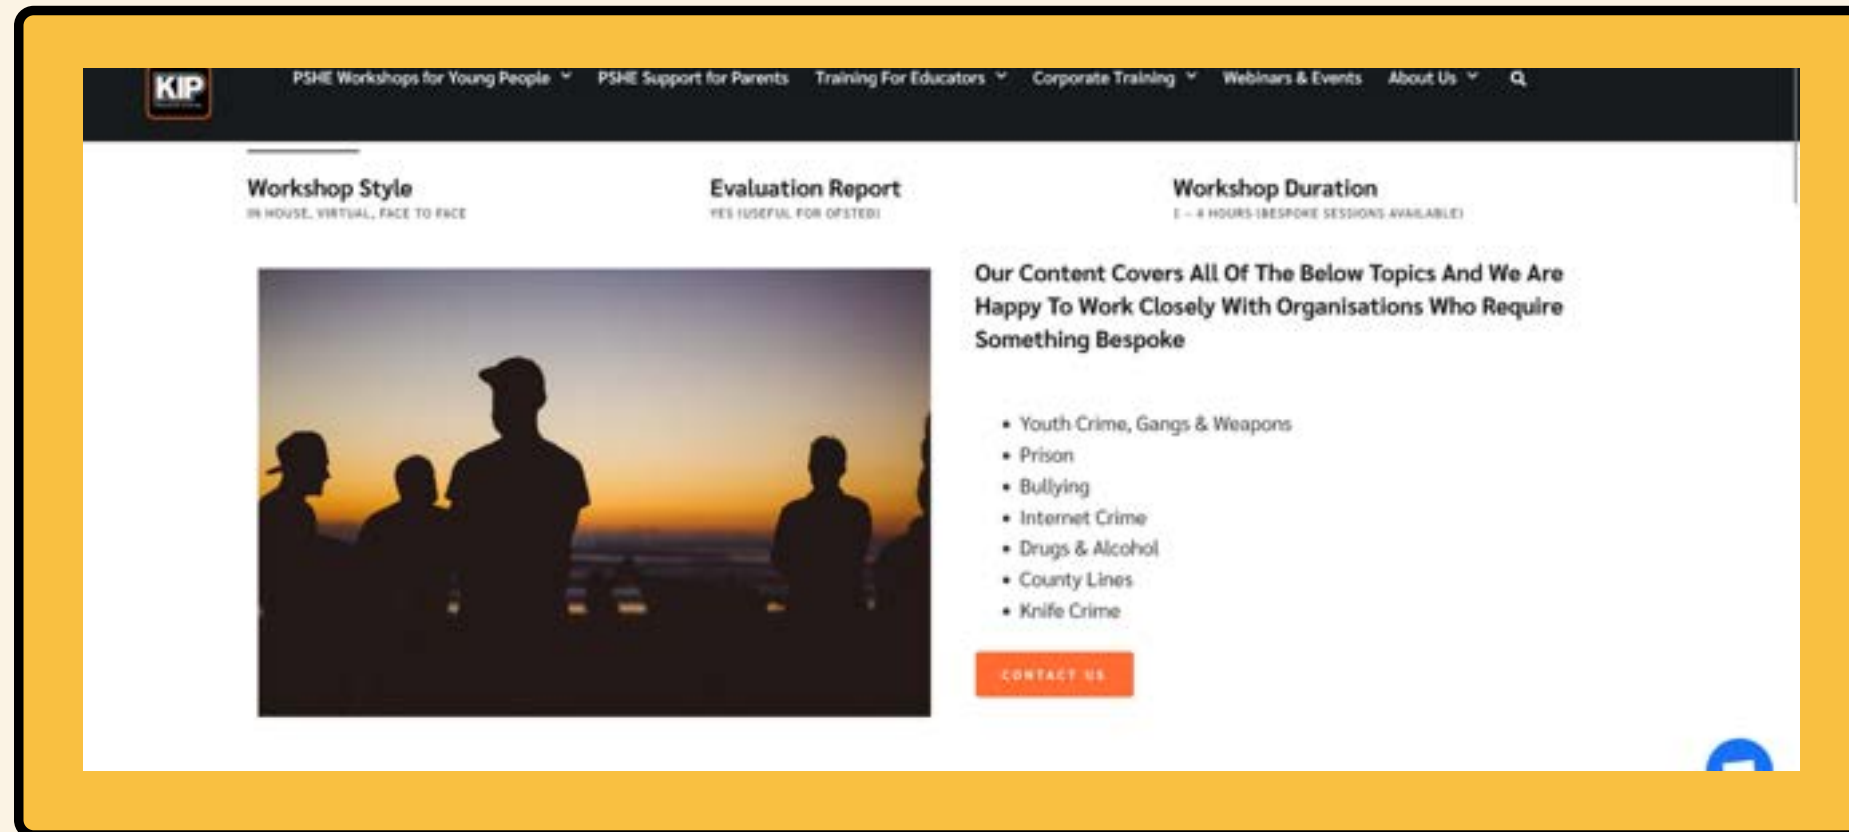 KIP
PSHE Workshops for Young People
PSHE Support for Parents
Training For Educators
Corporate Training
Webinars & Events
About Us
Workshop Style
IN HOUSE, VIRTUAL, FACE TO FACE
Evaluation Report
YES (USEFUL FOR OFSTED)
Workshop Duration
1 – 4 HOURS (BESPOKE SESSIONS AVAILABLE)
Our Content Covers All Of The Below Topics And We Are
Happy To Work Closely With Organisations Who Require
Something Bespoke
• Youth Crime, Gangs & Weapons
• Prison
• Bullying
• Internet Crime
• Drugs & Alcohol
• County Lines
• Knife Crime
CONTACT US